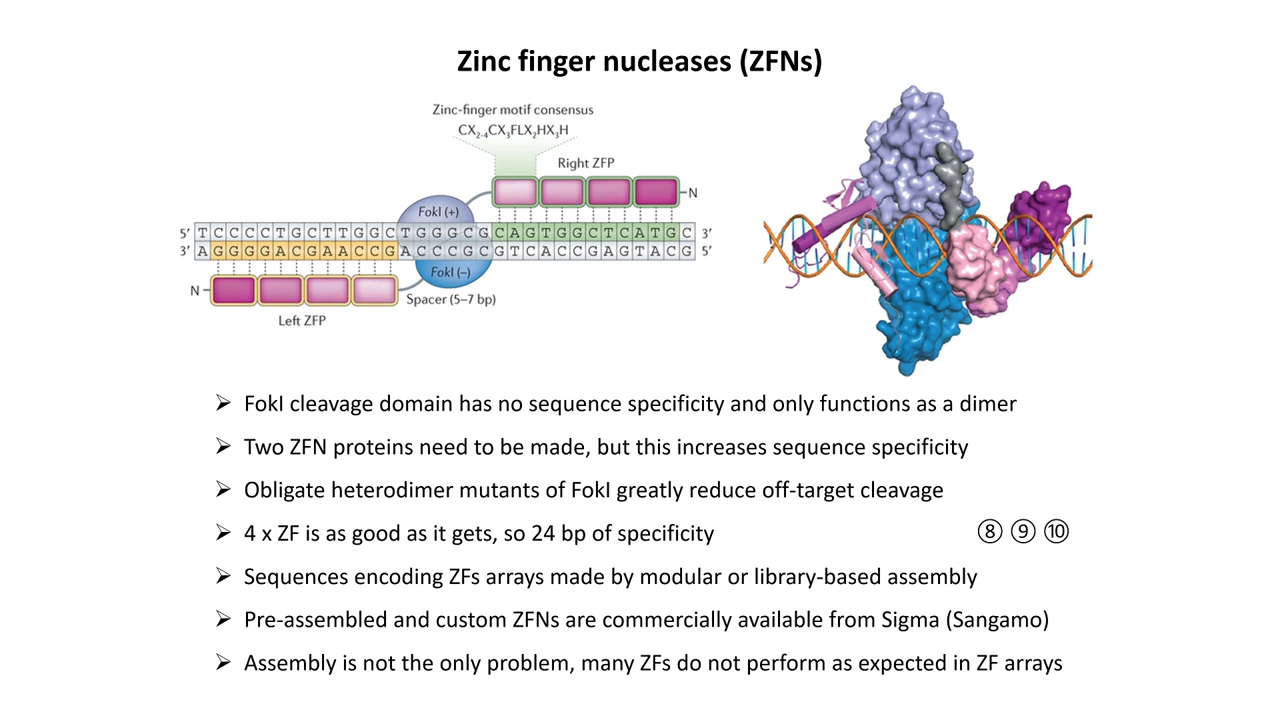 Zinc finger nucleases (ZFNs)
Zinc-finger motif consensus
CX₂₋₄CX₃FLX₂HX₃H
Right ZFP
N
FokI (+)
5′ TCCCCTGCTTGGCTGGGCGCAGTGGCTCATGC 3′
3′ AGGGGACGAACCGACCCGCGTCACCGAGTACG 5′
FokI (–)
N
Spacer (5–7 bp)
Left ZFP
➢ FokI cleavage domain has no sequence specificity and only functions as a dimer
➢ Two ZFN proteins need to be made, but this increases sequence specificity
➢ Obligate heterodimer mutants of FokI greatly reduce off-target cleavage
➢ 4 x ZF is as good as it gets, so 24 bp of specificity ⑧ ⑨ ⑩
➢ Sequences encoding ZFs arrays made by modular or library-based assembly
➢ Pre-assembled and custom ZFNs are commercially available from Sigma (Sangamo)
➢ Assembly is not the only problem, many ZFs do not perform as expected in ZF arrays